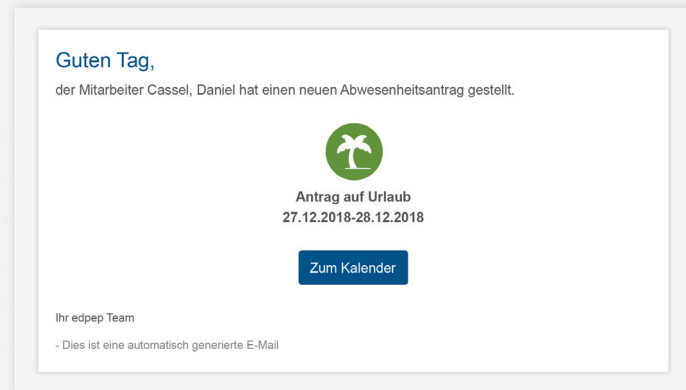 Guten Tag,
der Mitarbeiter Cassel, Daniel hat einen neuen Abwesenheitsantrag gestellt.
Antrag auf Urlaub
27.12.2018-28.12.2018
Zum Kalender
Ihr edpep Team
- Dies ist eine automatisch generierte E-Mail